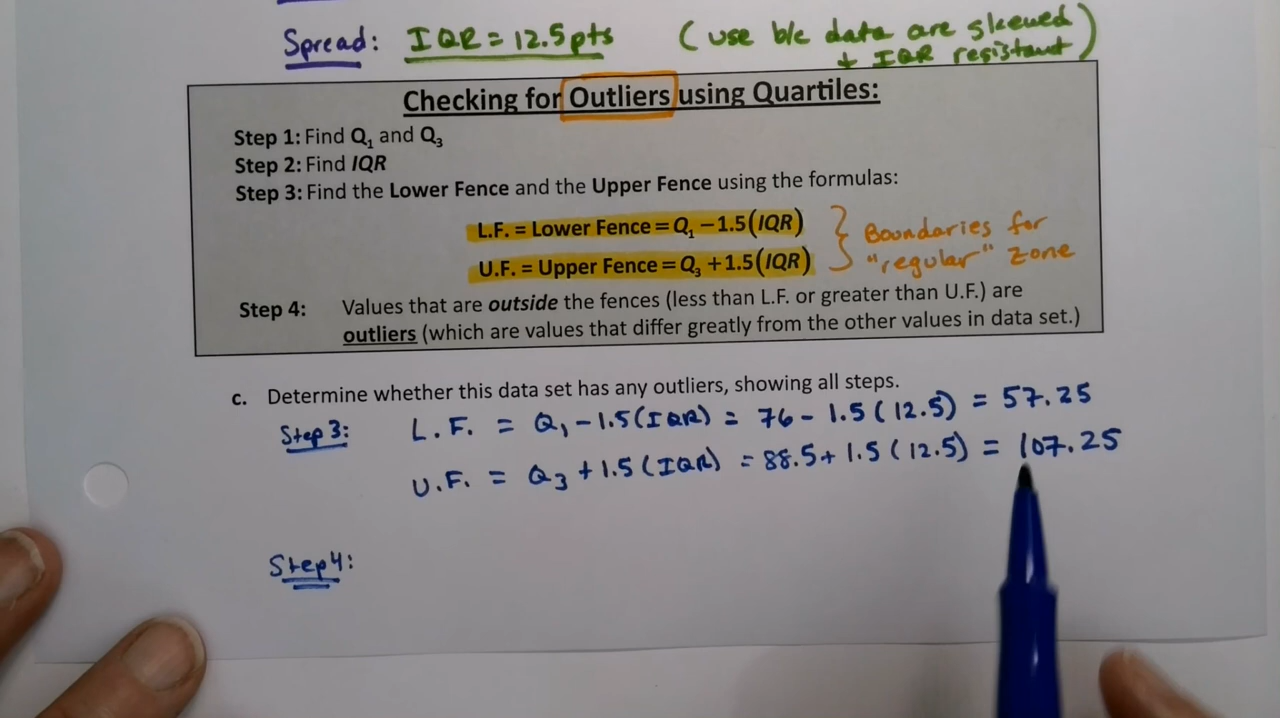 Spread: IQR = 12.5pts (use b/c data are skewed
+ IQR resistant)
Checking for Outliers using Quartiles:
Step 1: Find Q₁ and Q₃
Step 2: Find IQR
Step 3: Find the Lower Fence and the Upper Fence using the formulas:
L.F. = Lower Fence = Q₁ − 1.5(IQR)
U.F. = Upper Fence = Q₃ + 1.5(IQR)
} Boundaries for
"regular" zone
Step 4: Values that are outside the fences (less than L.F. or greater than U.F.) are
outliers (which are values that differ greatly from the other values in data set.)
c. Determine whether this data set has any outliers, showing all steps.
Step 3: L.F. = Q₁ − 1.5(IQR) = 76 − 1.5(12.5) = 57.25
U.F. = Q₃ + 1.5(IQR) = 88.5 + 1.5(12.5) = 107.25
Step 4: